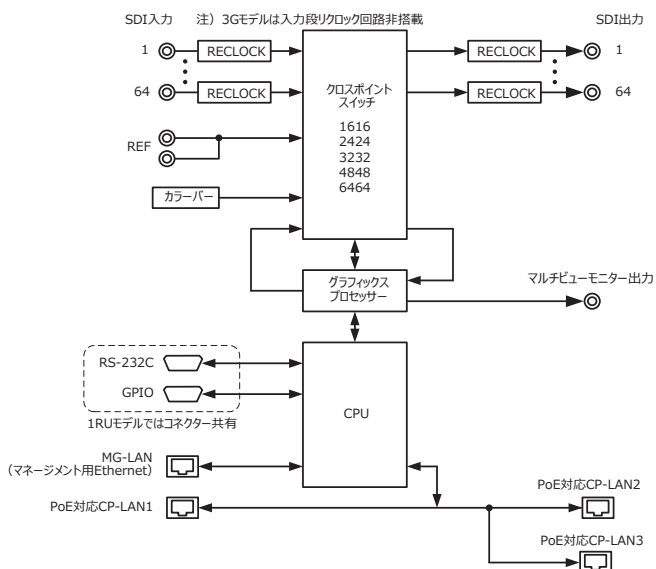 SDI入力
注）3Gモデルは入力段リクロック回路非搭載
SDI出力
1
RECLOCK
RECLOCK
1
64
RECLOCK
RECLOCK
64
クロスポイント
スイッチ
1616
2424
3232
4848
6464
REF
カラーバー
グラフィックス
プロセッサー
マルチビューモニター出力
RS-232C
GPIO
1RUモデルではコネクター共有
CPU
MG-LAN
（マネージメント用Ethernet）
PoE対応CP-LAN1
PoE対応CP-LAN2
PoE対応CP-LAN3